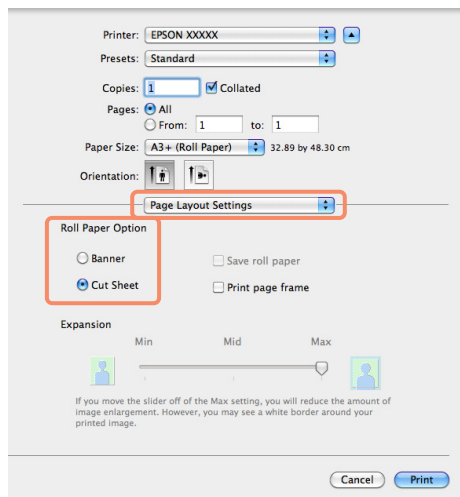 Printer: EPSON XXXXX
Presets: Standard
Copies: 1 Collated
Pages: All
From: 1 to: 1
Paper Size: A3+ (Roll Paper) 32.89 by 48.30 cm
Orientation:
Page Layout Settings
Roll Paper Option
Banner Save roll paper
Cut Sheet Print page frame
Expansion
Min Mid Max
If you move the slider off of the Max setting, you will reduce the amount of
image enlargement. However, you may see a white border around your
printed image.
Cancel Print